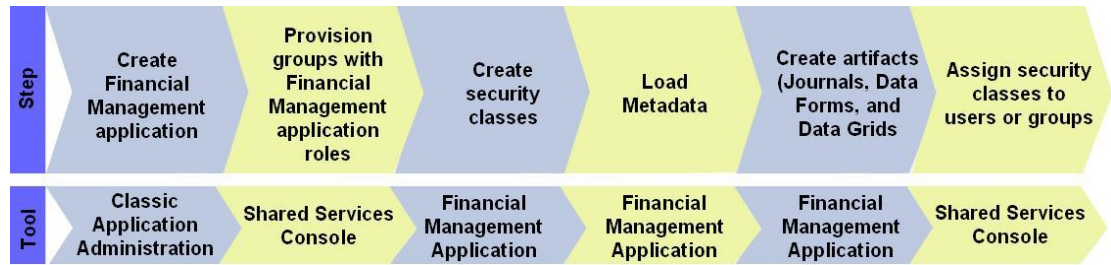 Step
Create
Financial
Management
application
Provision
groups with
Financial
Management
application
roles
Create
security
classes
Load
Metadata
Create artifacts
(Journals, Data
Forms, and
Data Grids
Assign security
classes to
users or groups
Tool
Classic
Application
Administration
Shared Services
Console
Financial
Management
Application
Financial
Management
Application
Financial
Management
Application
Shared Services
Console